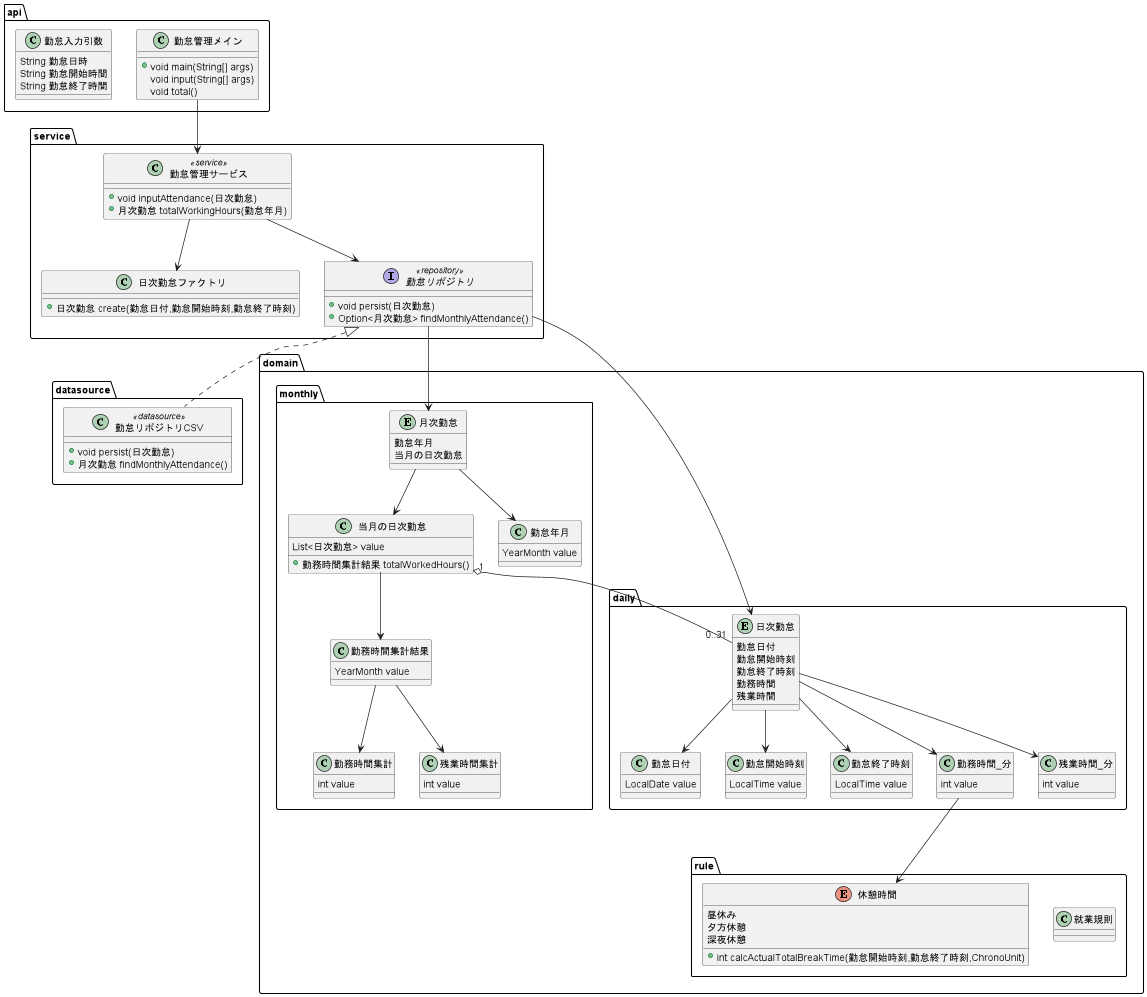 api
C 勤怠入力引数
String 勤怠日時
String 勤怠開始時間
String 勤怠終了時間
C 勤怠管理メイン
void main(String[] args)
void input(String[] args)
void total()
service
C «service»
勤怠管理サービス
void inputAttendance(日次勤怠)
月次勤怠 totalWorkingHours(勤怠年月)
C 日次勤怠ファクトリ
日次勤怠 create(勤怠日付,勤怠開始時刻,勤怠終了時刻)
I «repository»
勤怠リポジトリ
void persist(日次勤怠)
Option<月次勤怠> findMonthlyAttendance()
datasource
C «datasource»
勤怠リポジトリCSV
void persist(日次勤怠)
月次勤怠 findMonthlyAttendance()
domain
monthly
E 月次勤怠
勤怠年月
当月の日次勤怠
C 当月の日次勤怠
List<日次勤怠> value
勤務時間集計結果 totalWorkedHours()
C 勤怠年月
YearMonth value
1
0..31
C 勤務時間集計結果
YearMonth value
C 勤務時間集計
int value
C 残業時間集計
int value
daily
E 日次勤怠
勤怠日付
勤怠開始時刻
勤怠終了時刻
勤務時間
残業時間
C 勤怠日付
LocalDate value
C 勤怠開始時刻
LocalTime value
C 勤怠終了時刻
LocalTime value
C 勤務時間_分
int value
C 残業時間_分
int value
rule
E 休憩時間
昼休み
夕方休憩
深夜休憩
int calcActualTotalBreakTime(勤怠開始時刻,勤怠終了時刻,ChronoUnit)
C 就業規則